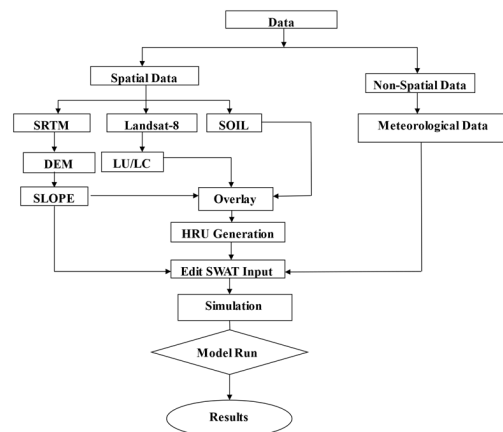 Data
Spatial Data
Non-Spatial Data
SRTM
Landsat-8
SOIL
Meteorological Data
DEM
LU/LC
SLOPE
Overlay
HRU Generation
Edit SWAT Input
Simulation
Model Run
Results